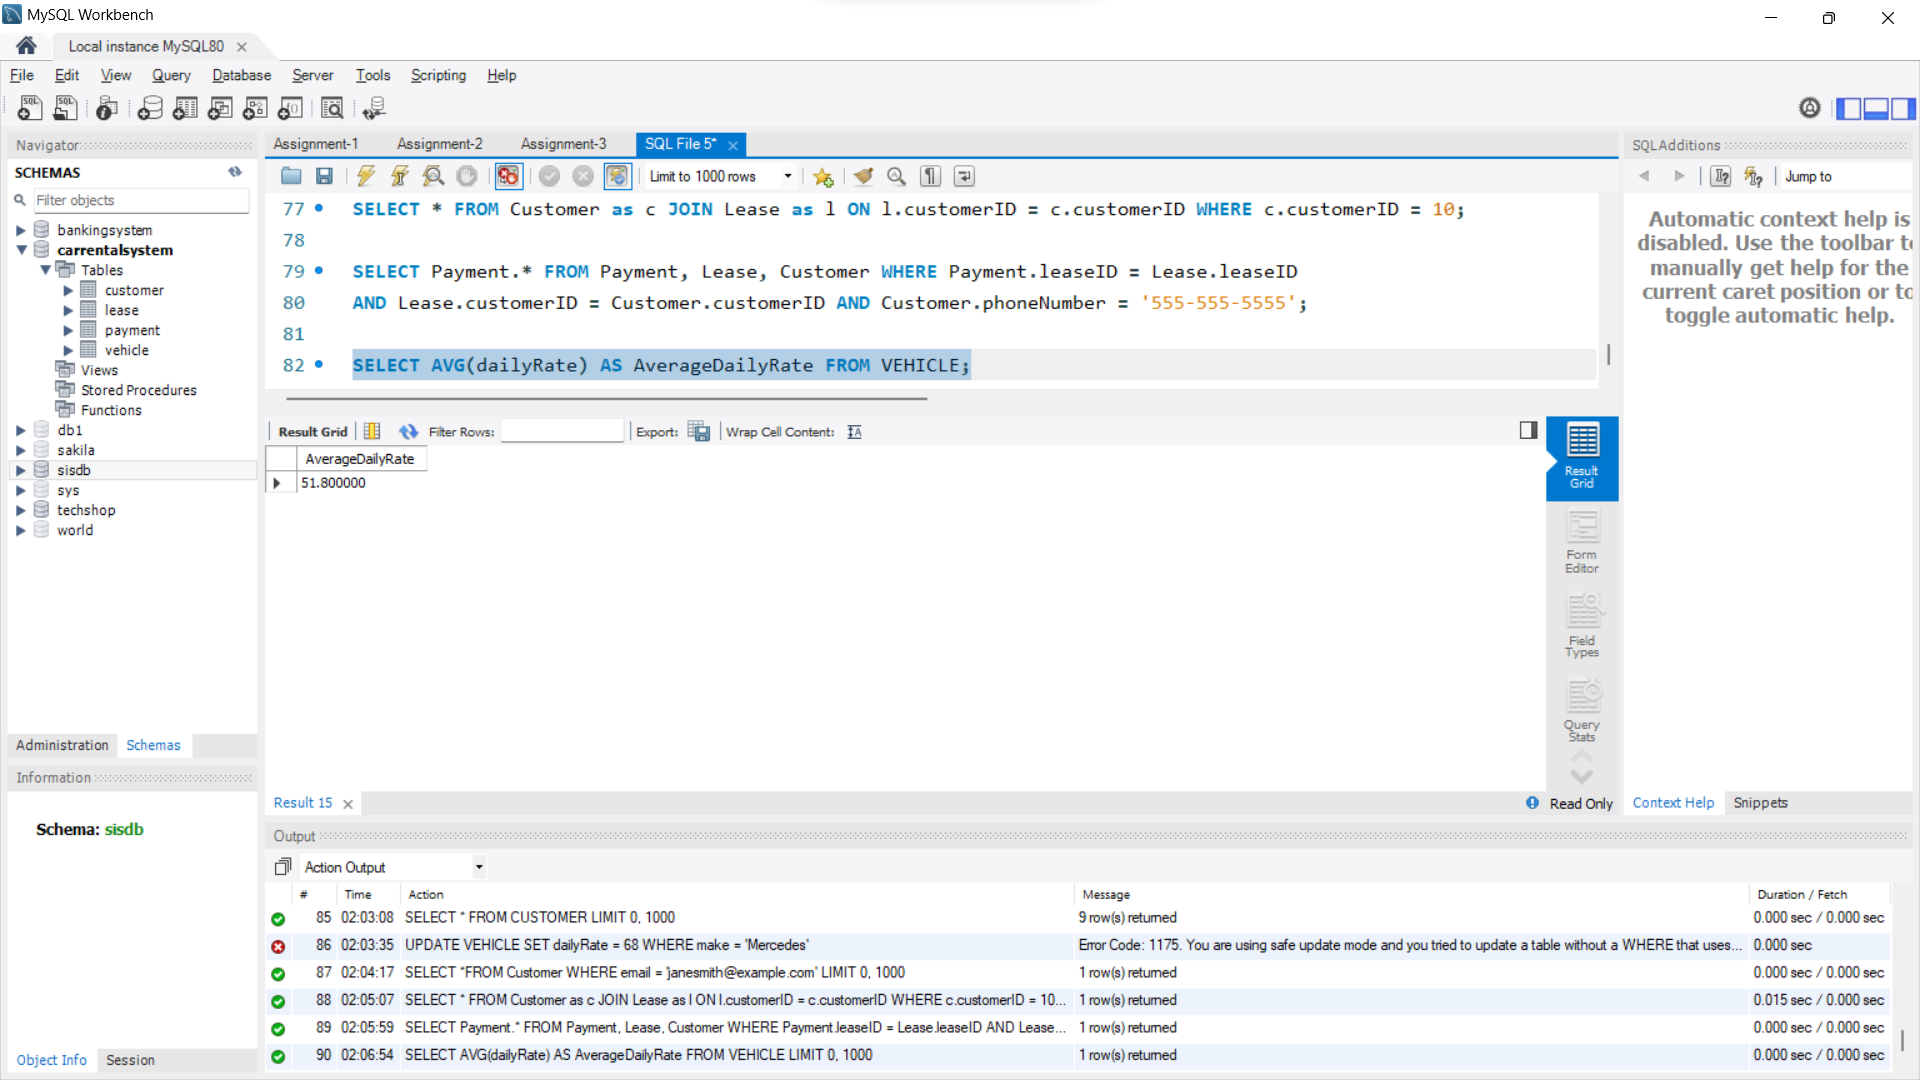 MySQL Workbench
Local instance MySQL80
File Edit View Query Database Server Tools Scripting Help
Navigator
SCHEMAS
Filter objects
bankingsystem
carrentalsystem
Tables
customer
lease
payment
vehicle
Views
Stored Procedures
Functions
db1
sakila
sisdb
sys
techshop
world
Administration Schemas
Information
Schema: sisdb
Object Info Session
Assignment-1 Assignment-2 Assignment-3 SQL File 5*
Limit to 1000 rows
77 SELECT * FROM Customer as c JOIN Lease as l ON l.customerID = c.customerID WHERE c.customerID = 10;
78
79 SELECT Payment.* FROM Payment, Lease, Customer WHERE Payment.leaseID = Lease.leaseID
80 AND Lease.customerID = Customer.customerID AND Customer.phoneNumber = '555-555-5555';
81
82 SELECT AVG(dailyRate) AS AverageDailyRate FROM VEHICLE;
Result Grid Filter Rows: Export: Wrap Cell Content:
AverageDailyRate
51.800000
Result Grid
Form Editor
Field Types
Query Stats
Result 15
Read Only
SQLAdditions
Jump to
Automatic context help is
disabled. Use the toolbar to
manually get help for the
current caret position or to
toggle automatic help.
Context Help Snippets
Output
Action Output
# Time Action Message Duration / Fetch
85 02:03:08 SELECT * FROM CUSTOMER LIMIT 0, 1000 9 row(s) returned 0.000 sec / 0.000 sec
86 02:03:35 UPDATE VEHICLE SET dailyRate = 68 WHERE make = 'Mercedes' Error Code: 1175. You are using safe update mode and you tried to update a table without a WHERE that uses... 0.000 sec
87 02:04:17 SELECT *FROM Customer WHERE email = 'janesmith@example.com' LIMIT 0, 1000 1 row(s) returned 0.000 sec / 0.000 sec
88 02:05:07 SELECT * FROM Customer as c JOIN Lease as l ON l.customerID = c.customerID WHERE c.customerID = 10... 1 row(s) returned 0.015 sec / 0.000 sec
89 02:05:59 SELECT Payment.* FROM Payment, Lease, Customer WHERE Payment.leaseID = Lease.leaseID AND Lease... 1 row(s) returned 0.000 sec / 0.000 sec
90 02:06:54 SELECT AVG(dailyRate) AS AverageDailyRate FROM VEHICLE LIMIT 0, 1000 1 row(s) returned 0.000 sec / 0.000 sec